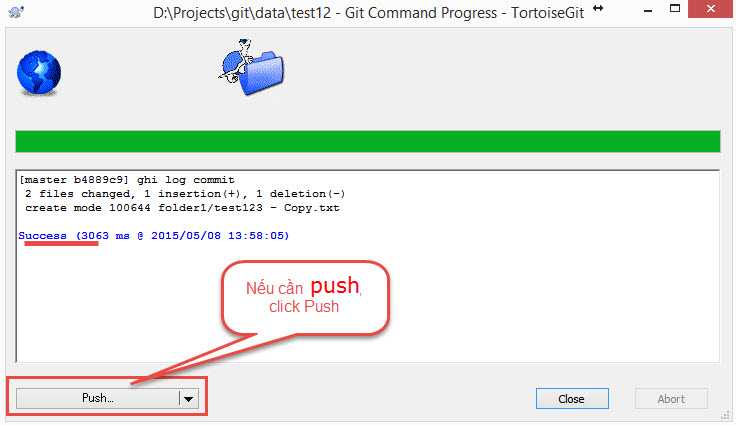 D:\Projects\git\data\test12 - Git Command Progress - TortoiseGit
[master b4889c9] ghi log commit
2 files changed, 1 insertion(+), 1 deletion(-)
create mode 100644 folder1/test123 - Copy.txt
Success (3063 ms @ 2015/05/08 13:58:05)
Nếu cần push,
click Push
Push...
Close
Abort